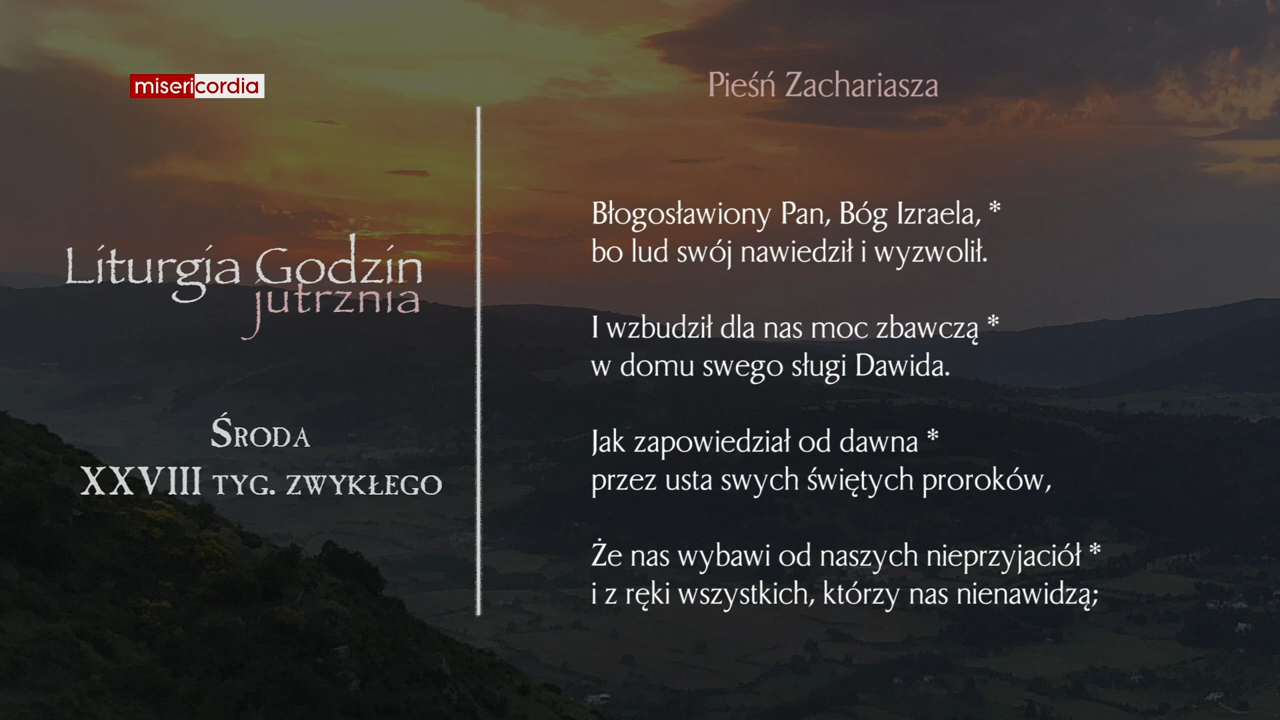 misericordia
Liturgia Godzin
jutrznia
Środa
XXVIII tyg. zwykłego
Pieśń Zachariasza
Błogosławiony Pan, Bóg Izraela, *
bo lud swój nawiedził i wyzwolił.
I wzbudził dla nas moc zbawczą *
w domu swego sługi Dawida.
Jak zapowiedział od dawna *
przez usta swych świętych proroków,
Że nas wybawi od naszych nieprzyjaciół *
i z ręki wszystkich, którzy nas nienawidzą;